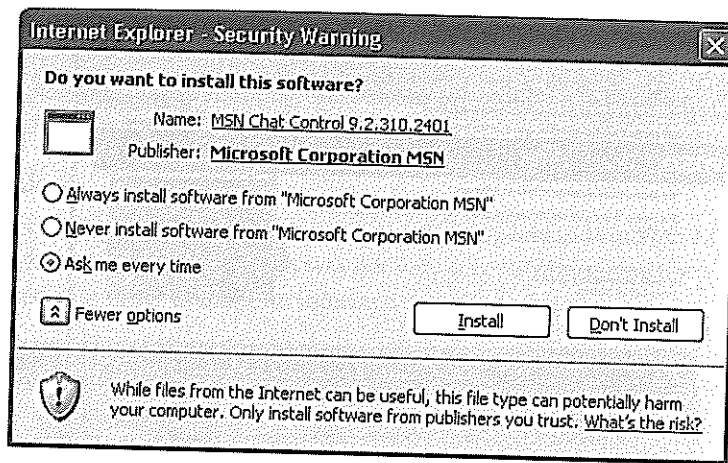 Internet Explorer - Security Warning
Do you want to install this software?
Name: MSN Chat Control 9.2.310.2401
Publisher: Microsoft Corporation MSN
Always install software from "Microsoft Corporation MSN"
Never install software from "Microsoft Corporation MSN"
Ask me every time
Fewer options
Install
Don't Install
While files from the Internet can be useful, this file type can potentially harm
your computer. Only install software from publishers you trust. What's the risk?